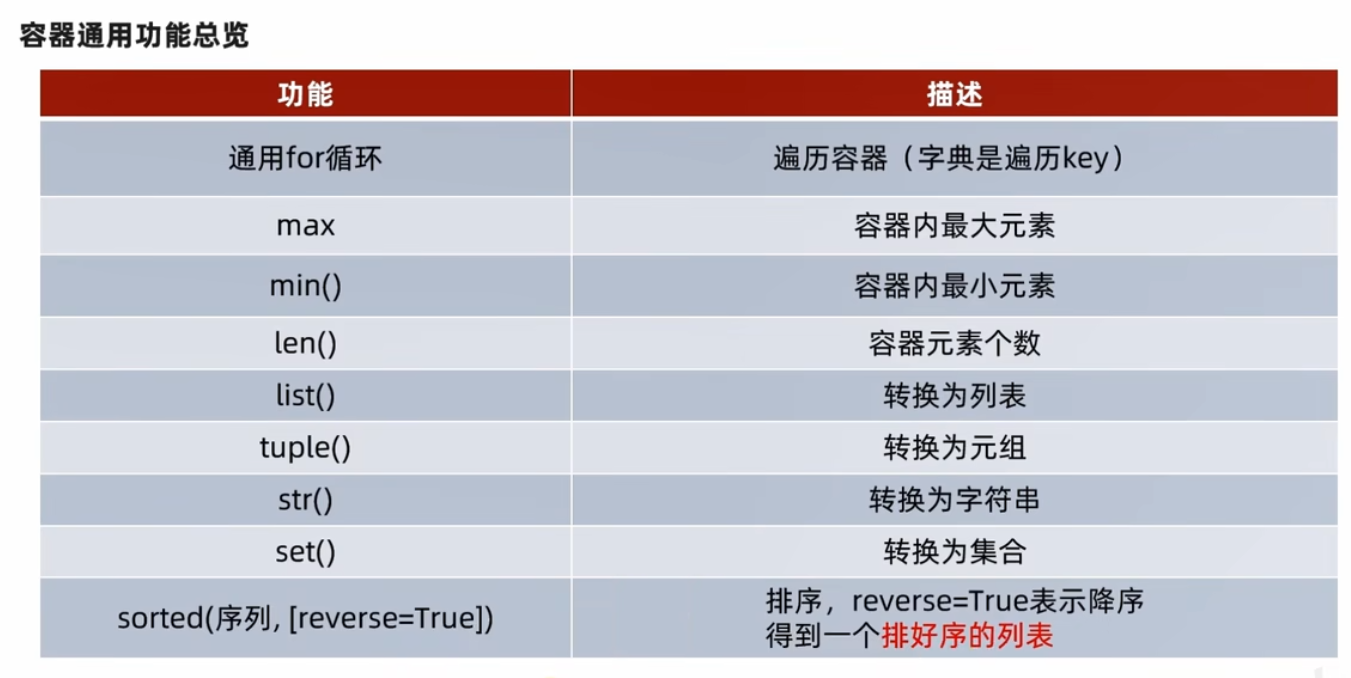 容器通用功能总览
功能 描述
通用for循环 遍历容器（字典是遍历key）
max 容器内最大元素
min() 容器内最小元素
len() 容器元素个数
list() 转换为列表
tuple() 转换为元组
str() 转换为字符串
set() 转换为集合
sorted(序列, [reverse=True]) 排序，reverse=True表示降序
得到一个排好序的列表